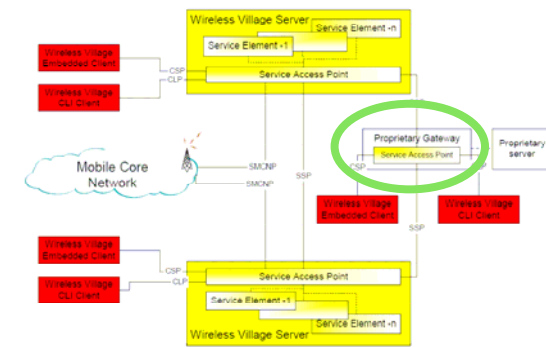 Wireless Village Server
Service Element -n
Service Element -1
Wireless Village
Embedded Client
CSP
CLP
Service Access Point
Wireless Village
CLI Client
Proprietary Gateway
Service Access Point
Proprietary
server
CSP
Mobile Core
Network
SMCNP
SMCNP
SSP
Wireless Village
Embedded Client
Wireless Village
CLI Client
SSP
Wireless Village
Embedded Client
CSP
CLP
Service Access Point
Wireless Village
CLI Client
Service Element -1
Service Element -n
Wireless Village Server